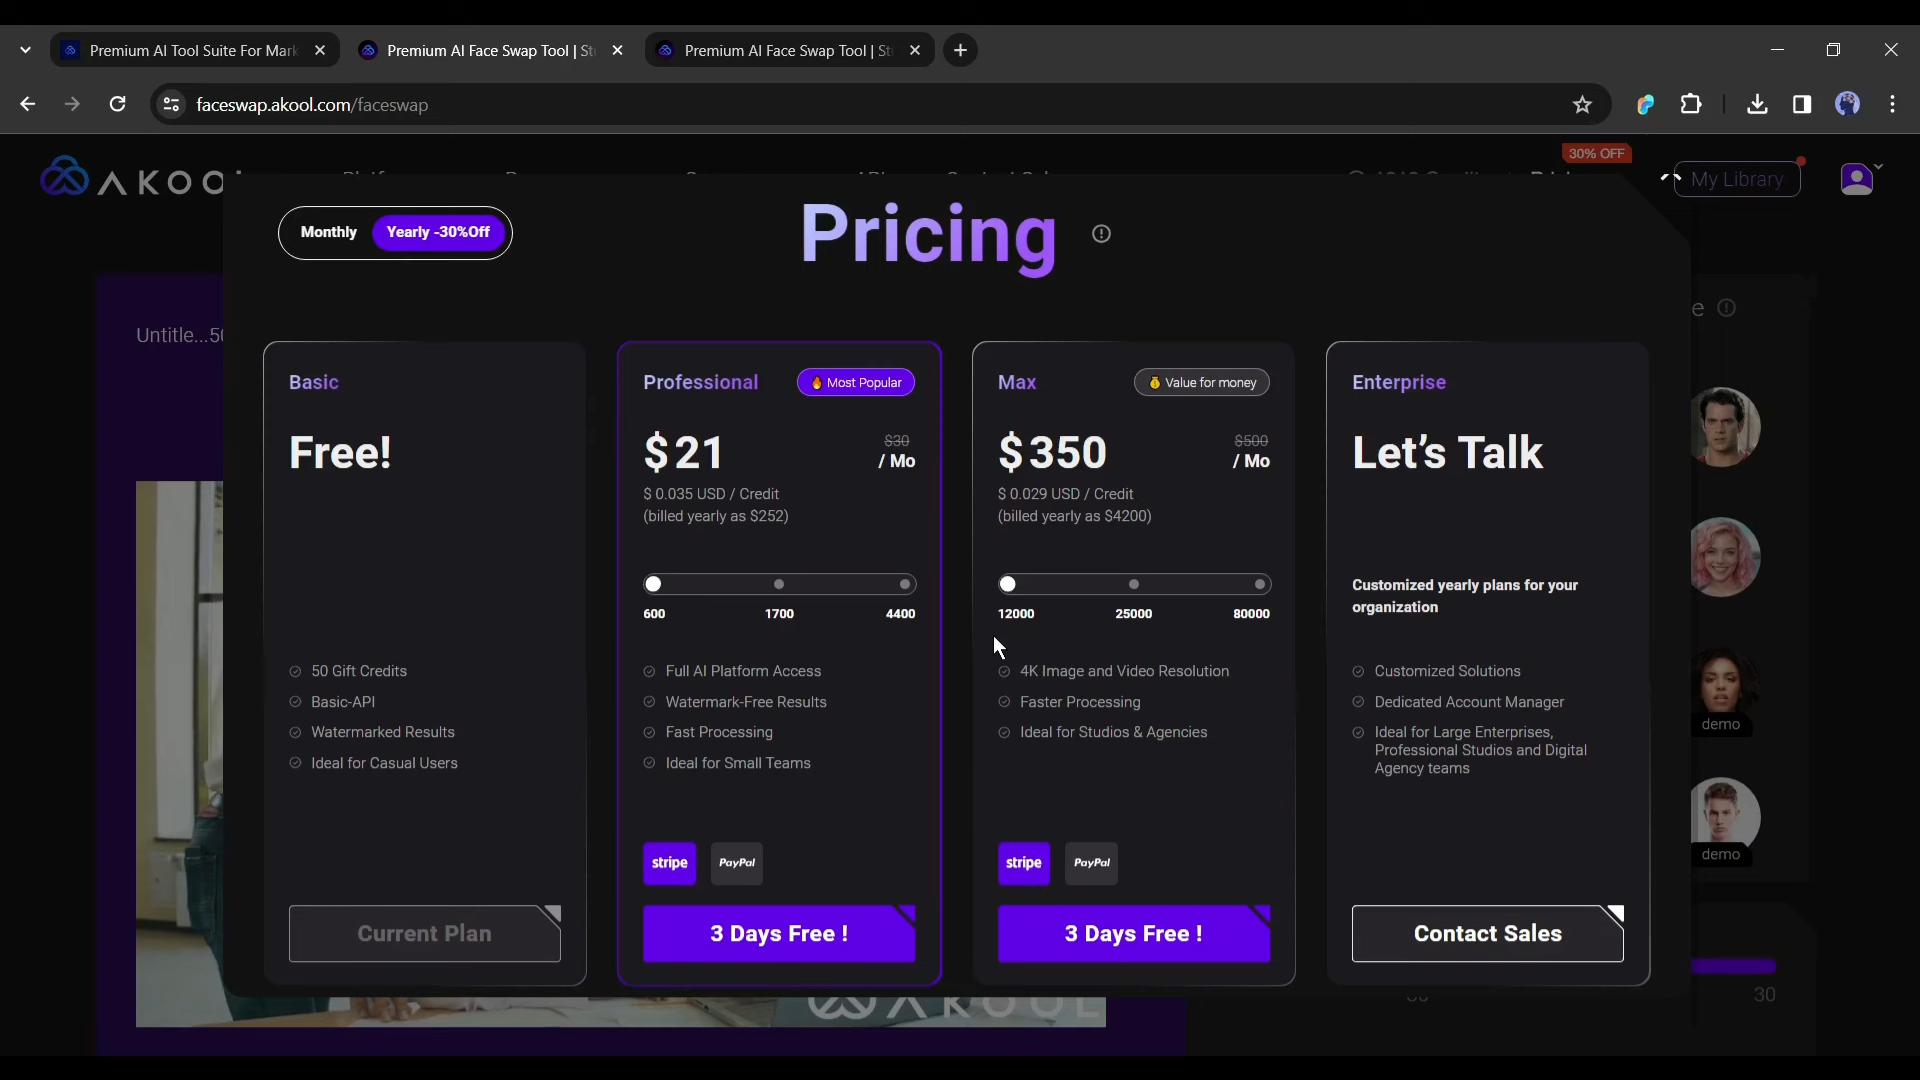 Premium AI Tool Suite For Mark
Premium AI Face Swap Tool | St
Premium AI Face Swap Tool | St
faceswap.akool.com/faceswap
30% OFF
AKOOL
My Library
Monthly
Yearly -30%Off
Pricing
Untitle...50
Basic
Free!
50 Gift Credits
Basic-API
Watermarked Results
Ideal for Casual Users
Current Plan
Professional
🔥 Most Popular
$ 21
$30
/ Mo
$ 0.035 USD / Credit
(billed yearly as $252)
600 1700 4400
Full AI Platform Access
Watermark-Free Results
Fast Processing
Ideal for Small Teams
stripe PayPal
3 Days Free !
Max
💰 Value for money
$ 350
$500
/ Mo
$ 0.029 USD / Credit
(billed yearly as $4200)
12000 25000 80000
4K Image and Video Resolution
Faster Processing
Ideal for Studios & Agencies
stripe PayPal
3 Days Free !
Enterprise
Let's Talk
Customized yearly plans for your
organization
Customized Solutions
Dedicated Account Manager
Ideal for Large Enterprises,
Professional Studios and Digital
Agency teams
Contact Sales
demo
demo
30
AKOOL